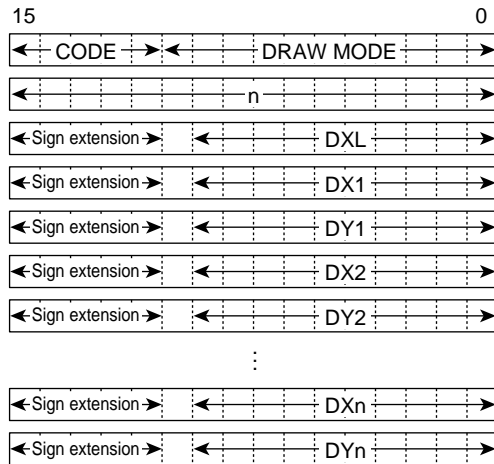 15 0
CODE DRAW MODE
n
Sign extension DXL
Sign extension DX1
Sign extension DY1
Sign extension DX2
Sign extension DY2
⋮
Sign extension DXn
Sign extension DYn